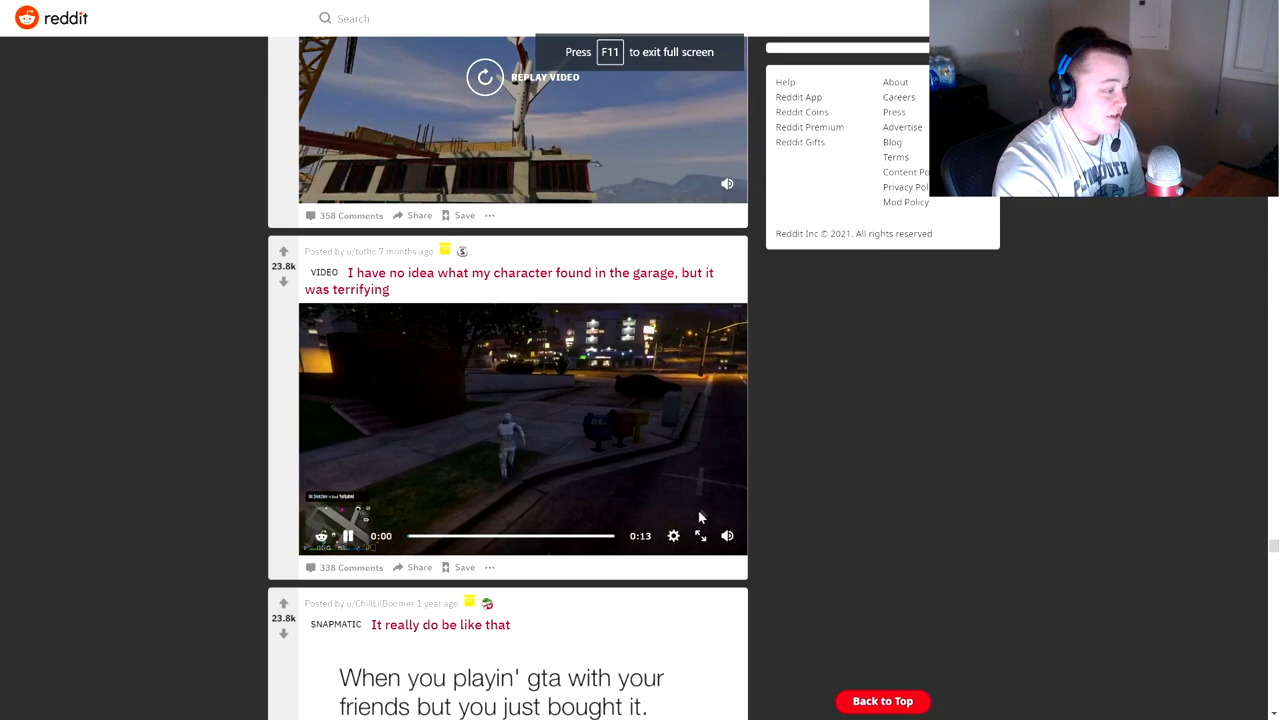 reddit
Search
Press F11 to exit full screen
REPLAY VIDEO
358 Comments Share Save
Help About
Reddit App Careers
Reddit Coins Press
Reddit Premium Advertise
Reddit Gifts Blog
Terms
Content Po
Privacy Pol
Mod Policy
Reddit Inc © 2021. All rights reserved
PLYMOUTH
Posted by u/tuthc 7 months ago
23.8k
VIDEO I have no idea what my character found in the garage, but it
was terrifying
0:00 0:13
338 Comments Share Save
Posted by u/ChillLilBoomer 1 year ago
23.8k
SNAPMATIC It really do be like that
When you playin' gta with your
friends but you just bought it.
Back to Top